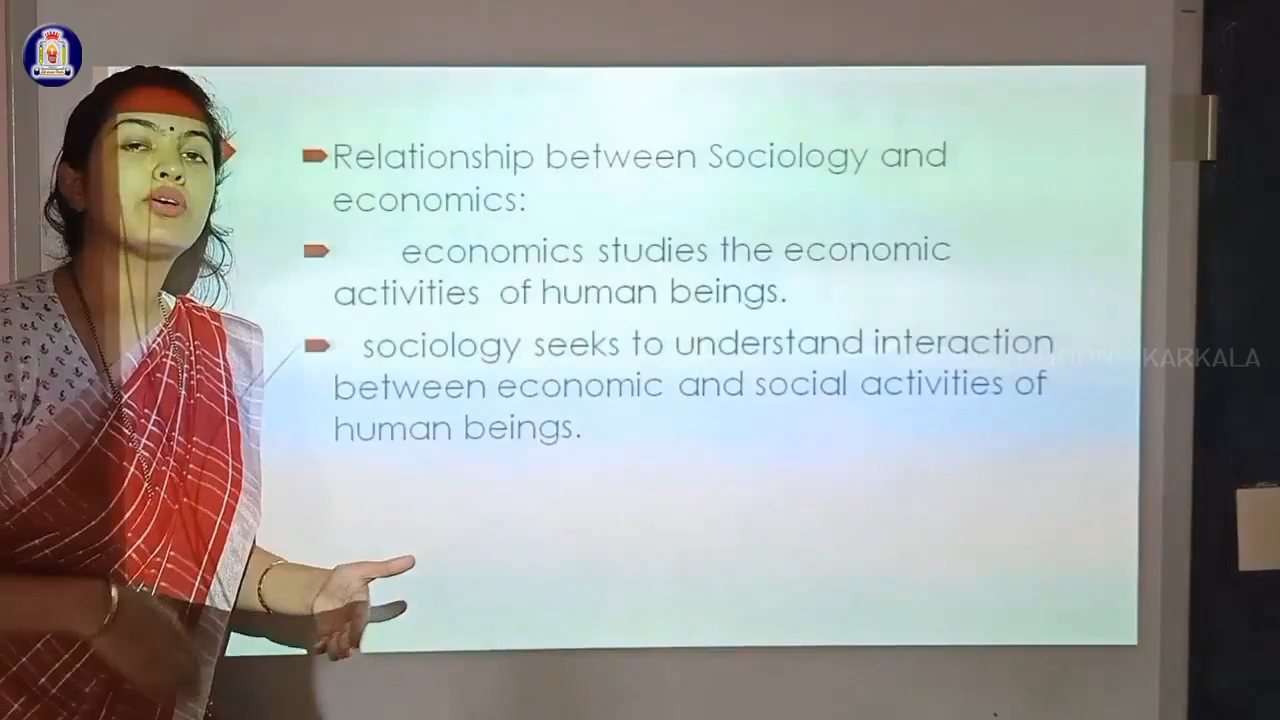 Relationship between Sociology and
economics:
economics studies the economic
activities of human beings.
sociology seeks to understand interaction
between economic and social activities of
human beings.
KARKALA